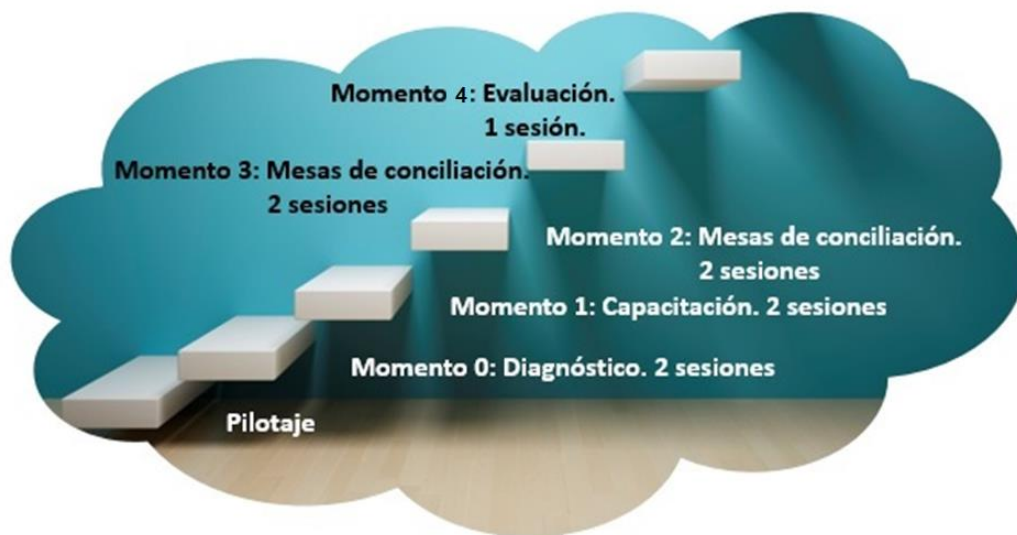 Momento 4: Evaluación.
1 sesión.
Momento 3: Mesas de conciliación.
2 sesiones
Momento 2: Mesas de conciliación.
2 sesiones
Momento 1: Capacitación. 2 sesiones
Momento 0: Diagnóstico. 2 sesiones
Pilotaje